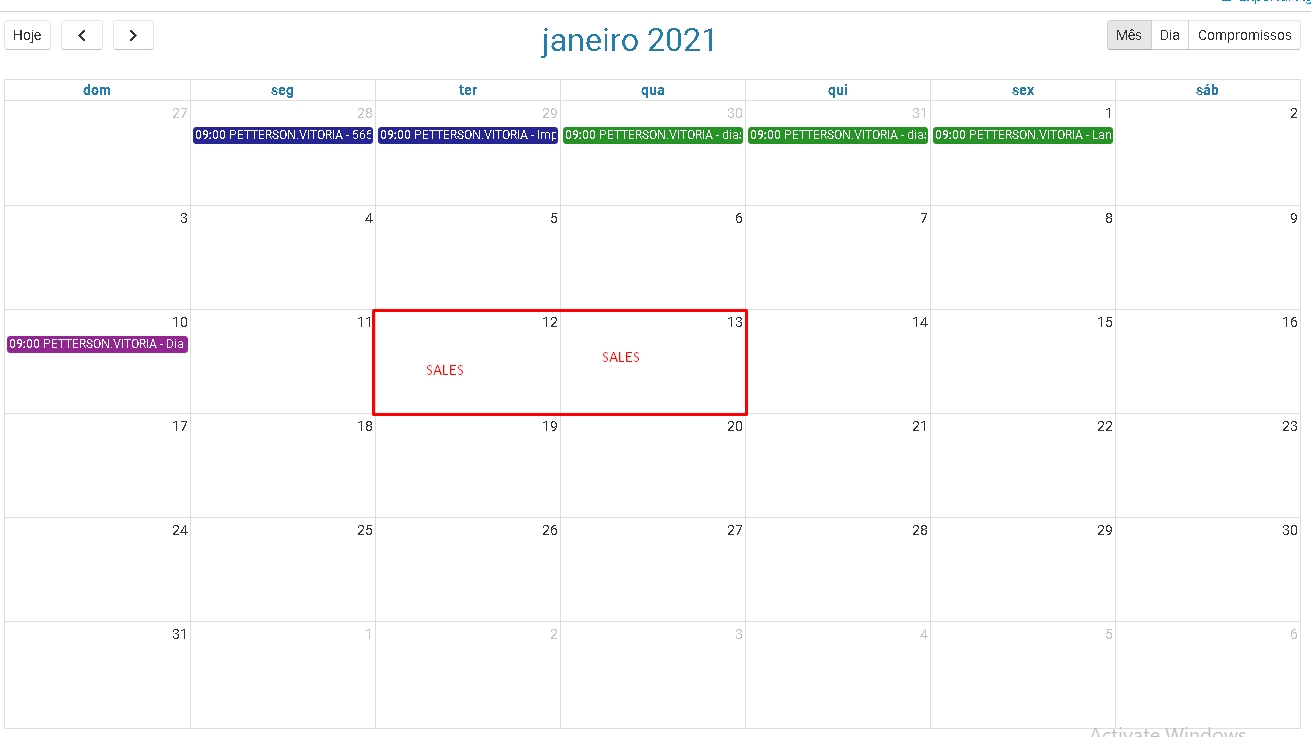 Hoje
janeiro 2021
Mês Dia Compromissos
dom seg ter qua qui sex sáb
27 28 29 30 31 1 2
09:00 PETTERSON.VITORIA - 565 09:00 PETTERSON.VITORIA - Imp 09:00 PETTERSON.VITORIA - dia 09:00 PETTERSON.VITORIA - dia 09:00 PETTERSON.VITORIA - Lan
3 4 5 6 7 8 9
10 11 12 13 14 15 16
09:00 PETTERSON.VITORIA - Dia
SALES SALES
17 18 19 20 21 22 23
24 25 26 27 28 29 30
31 1 2 3 4 5 6
Activate Windows